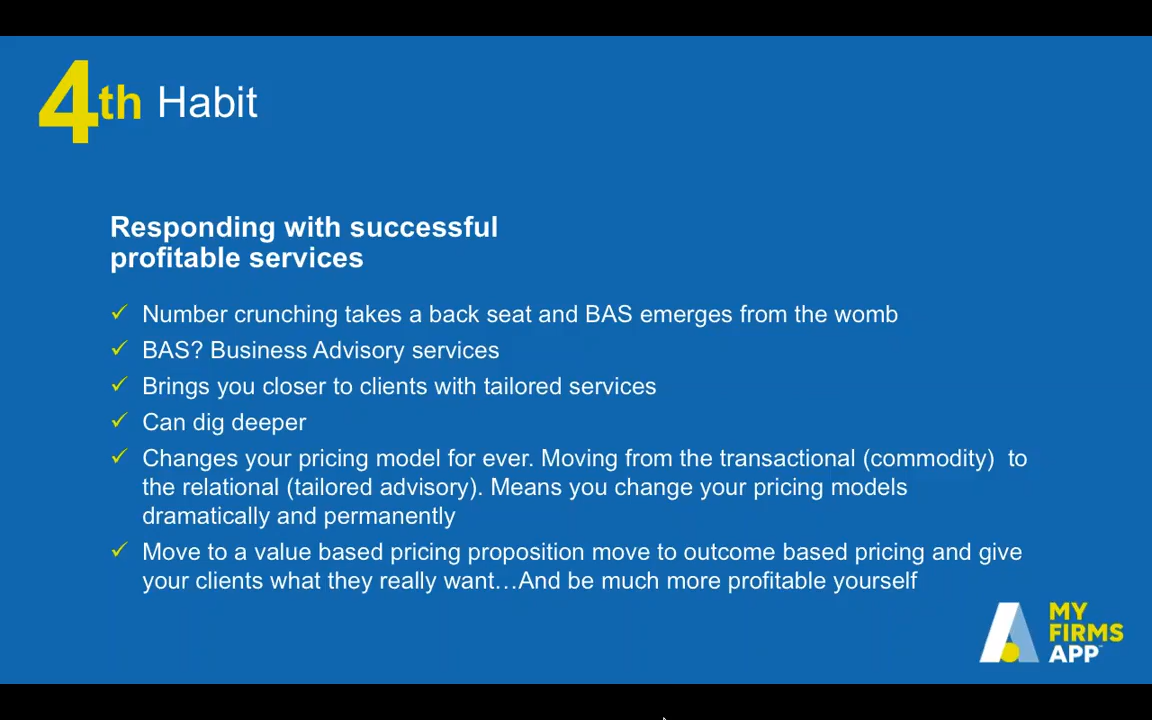 4th Habit
Responding with successful
profitable services
✓ Number crunching takes a back seat and BAS emerges from the womb
✓ BAS? Business Advisory services
✓ Brings you closer to clients with tailored services
✓ Can dig deeper
✓ Changes your pricing model for ever. Moving from the transactional (commodity)  to
the relational (tailored advisory). Means you change your pricing models
dramatically and permanently
✓ Move to a value based pricing proposition move to outcome based pricing and give
your clients what they really want…And be much more profitable yourself
MY
FIRMS
APP